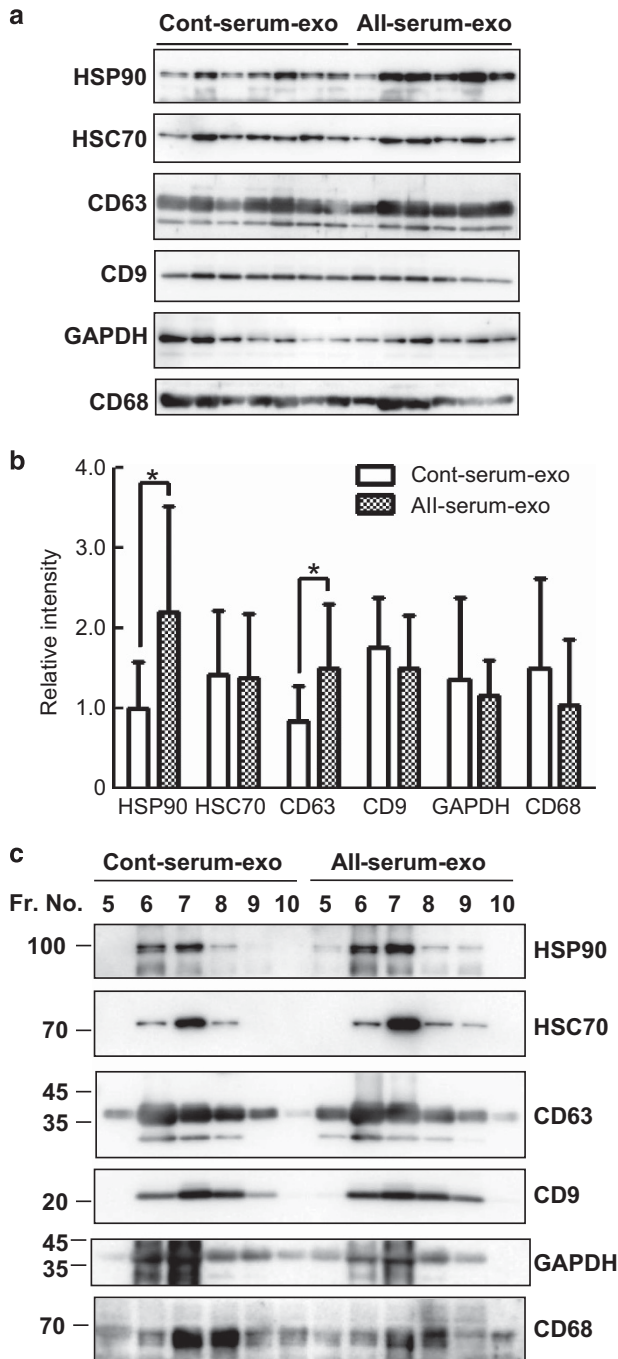 a
Cont-serum-exo AII-serum-exo
HSP90
HSC70
CD63
CD9
GAPDH
CD68
b
4.0
3.0
2.0
1.0
0
Relative intensity
Cont-serum-exo
AII-serum-exo
*
*
HSP90 HSC70 CD63 CD9 GAPDH CD68
c
Cont-serum-exo AII-serum-exo
Fr. No. 5 6 7 8 9 10 5 6 7 8 9 10
100 HSP90
70 HSC70
45
35 CD63
20 CD9
45
35 GAPDH
70 CD68